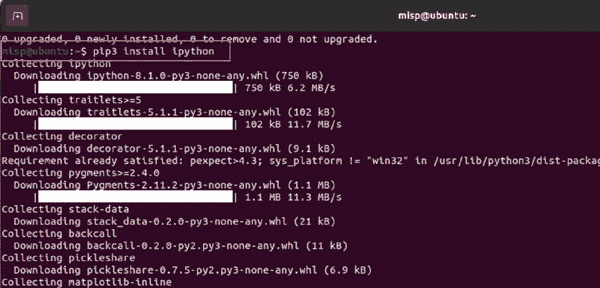 misp@ubuntu: ~
0 upgraded, 0 newly installed, 0 to remove and 0 not upgraded.
misp@ubuntu:~$ pip3 install ipython
Collecting ipython
Downloading ipython-8.1.0-py3-none-any.whl (750 kB)
|                | 750 kB 6.2 MB/s
Collecting traitlets>=5
Downloading traitlets-5.1.1-py3-none-any.whl (102 kB)
|                | 102 kB 11.7 MB/s
Collecting decorator
Downloading decorator-5.1.1-py3-none-any.whl (9.1 kB)
Requirement already satisfied: pexpect>4.3; sys_platform != "win32" in /usr/lib/python3/dist-packa
Collecting pygments>=2.4.0
Downloading Pygments-2.11.2-py3-none-any.whl (1.1 MB)
|                | 1.1 MB 11.3 MB/s
Collecting stack-data
Downloading stack_data-0.2.0-py3-none-any.whl (21 kB)
Collecting backcall
Downloading backcall-0.2.0-py2.py3-none-any.whl (11 kB)
Collecting pickleshare
Downloading pickleshare-0.7.5-py2.py3-none-any.whl (6.9 kB)
Collecting matplotlib-inline